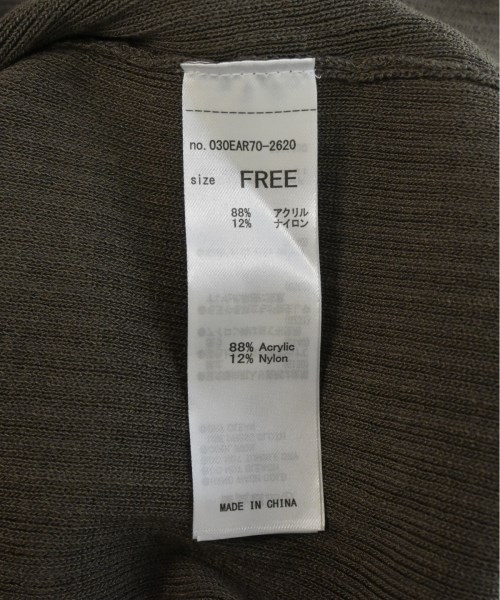 no. 030EAR70-2620
size FREE
88% アクリル
12% ナイロン
88% Acrylic
12% Nylon
MADE IN CHINA